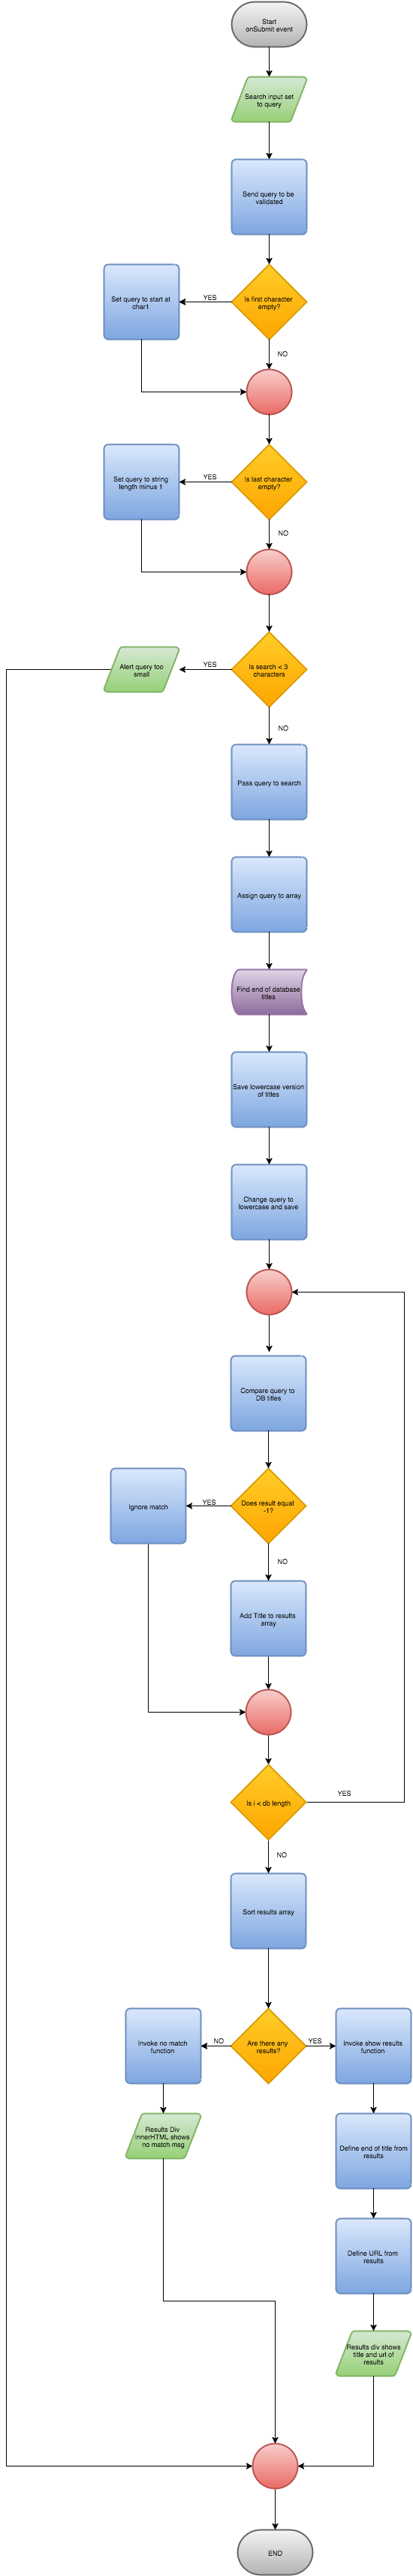 Start
onSubmit event
Search input set
to query
Send query to be
validated
Is first character
empty?
YES
Set query to start at
char1
NO
Is last character
empty?
YES
Set query to string
length minus 1
NO
Is search < 3
characters
YES
Alert query too
small
NO
Pass query to search
Assign query to array
Find end of database
titles
Save lowercase version
of titles
Change query to
lowercase and save
Compare query to
DB titles
Does result equal
-1?
YES
Ignore match
NO
Add Title to results
array
Is i < db length
YES
NO
Sort results array
Are there any
results?
NO
YES
Invoke no match
function
Invoke show results
function
Results Div
innerHTML shows
no match msg
Define end of title from
results
Define URL from
results
Results div shows
title and url of
results
END